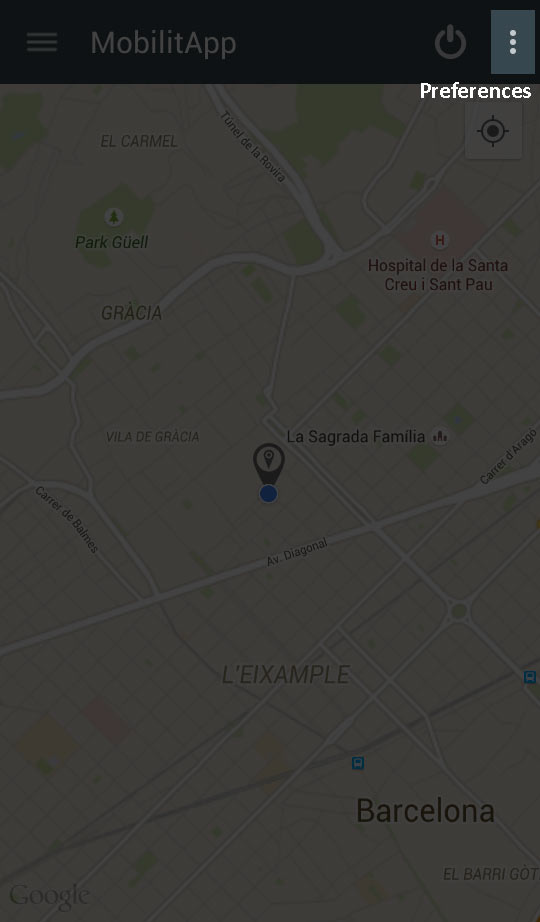 MobilitApp
Preferences
EL CARMEL
Túnel de la Rovira
Park Güell
H
Hospital de la Santa
Creu i Sant Pau
GRÀCIA
VILA DE GRÀCIA
La Sagrada Família
Carrer d'Aragó
Carrer de Balmes
Av. Diagonal
L'EIXAMPLE
Barcelona
EL BARRI GÒT
Google